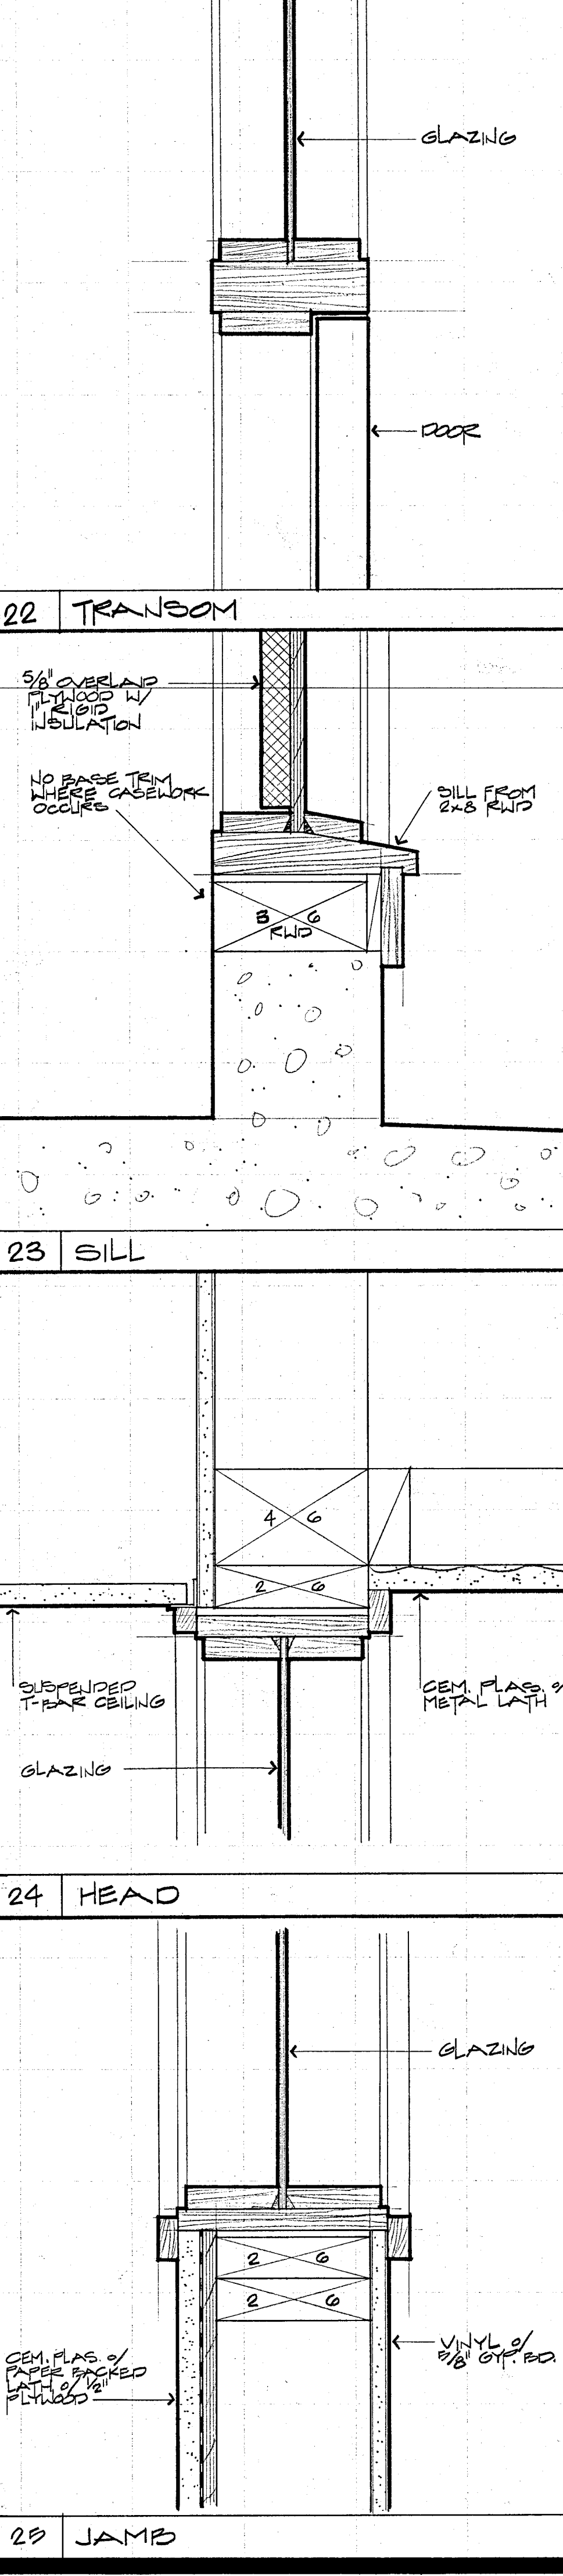 GLAZING
DOOR
22 TRANSOM
5/8" OVERLAID
PLYWOOD W/
1" RIGID
INSULATION
NO BASE TRIM
WHERE CASEWORK
OCCURS
SILL FROM
2x8 RWD
3 6
RWD
23 SILL
4 6
2 6
SUSPENDED
T-BAR CEILING
CEM. PLAS. o/
METAL LATH
GLAZING
24 HEAD
GLAZING
2 6
2 6
CEM. PLAS. o/
PAPER BACKED
LATH o/ 1/2"
PLYWOOD
VINYL o/
5/8" GYP. BD.
25 JAMB